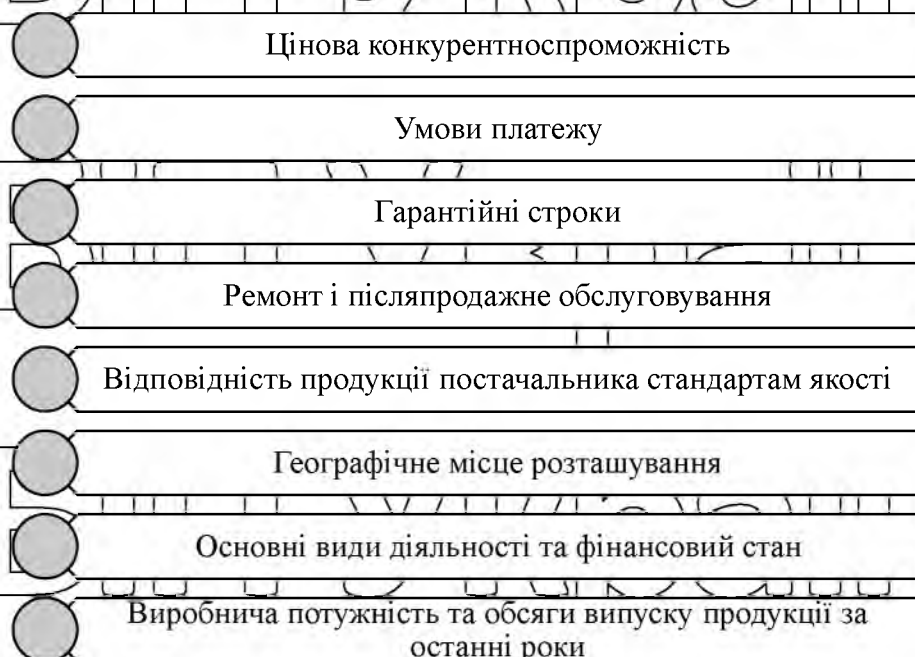 Цінова конкурентноспроможність
Умови платежу
Гарантійні строки
Ремонт і післяпродажне обслуговування
Відповідність продукції постачальника стандартам якості
Географічне місце розташування
Основні види діяльності та фінансовий стан
Виробнича потужність та обсяги випуску продукції за
останні роки